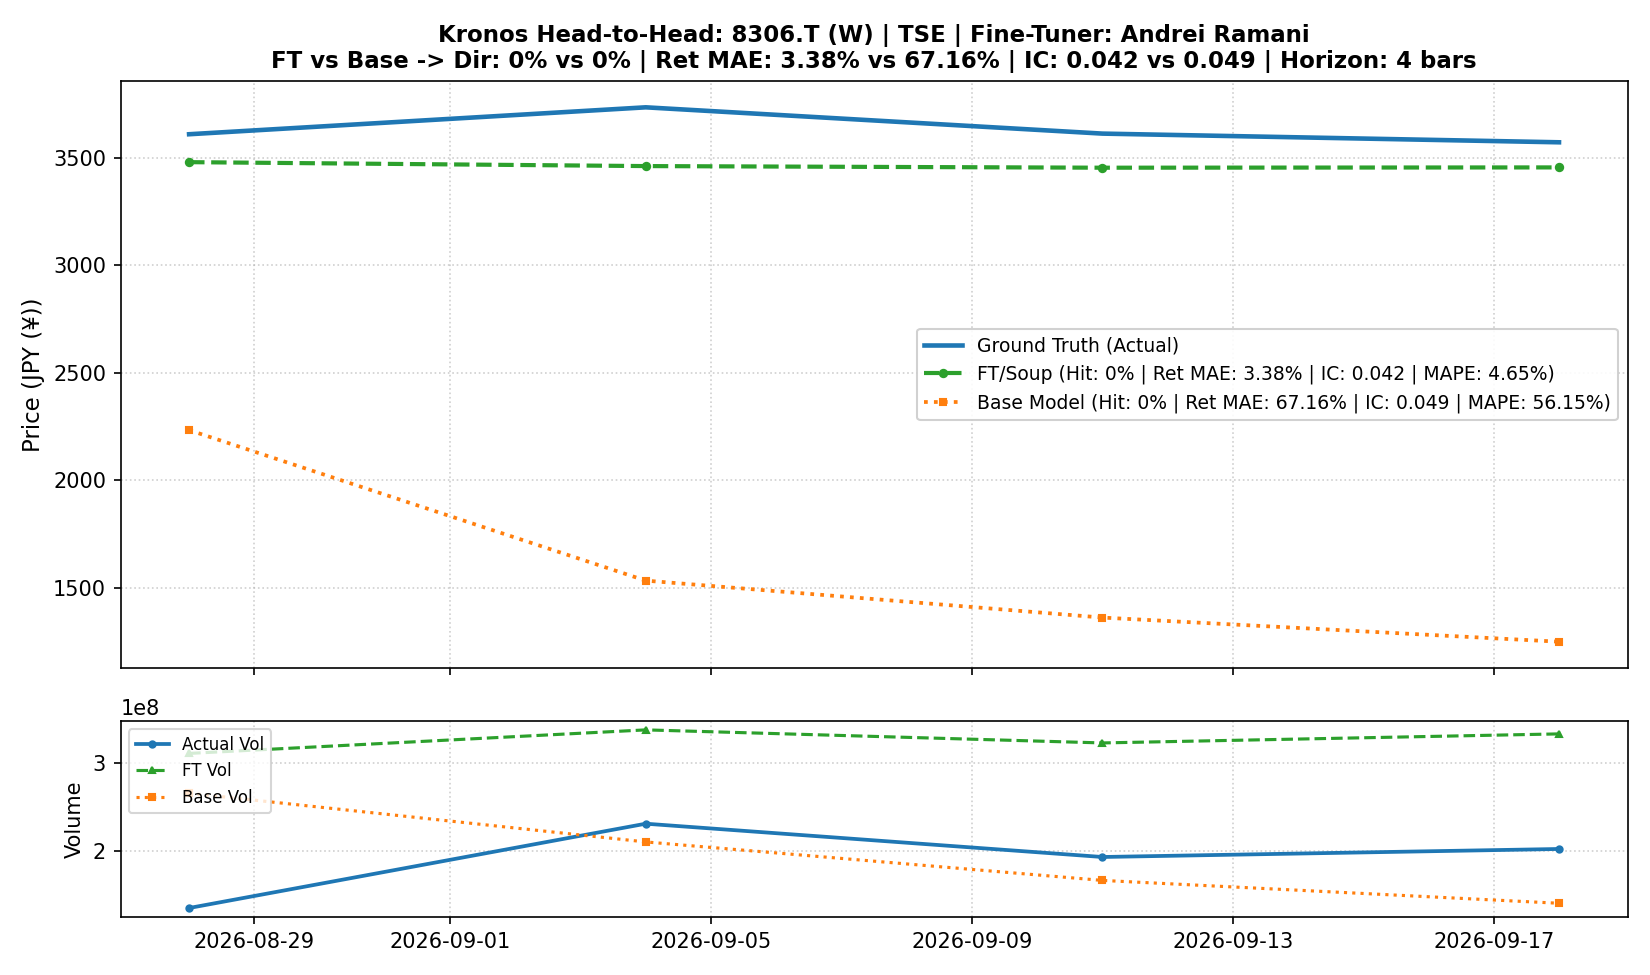 Kronos Head-to-Head: 8306.T (W) | TSE | Fine-Tuner: Andrei Ramani
FT vs Base -> Dir: 0% vs 0% | Ret MAE: 3.38% vs 67.16% | IC: 0.042 vs 0.049 | Horizon: 4 bars
Price (JPY (¥))
3500
3000
2500
2000
1500
Ground Truth (Actual)
FT/Soup (Hit: 0% | Ret MAE: 3.38% | IC: 0.042 | MAPE: 4.65%)
Base Model (Hit: 0% | Ret MAE: 67.16% | IC: 0.049 | MAPE: 56.15%)
1e8
Volume
3
2
Actual Vol
FT Vol
Base Vol
2026-08-29
2026-09-01
2026-09-05
2026-09-09
2026-09-13
2026-09-17